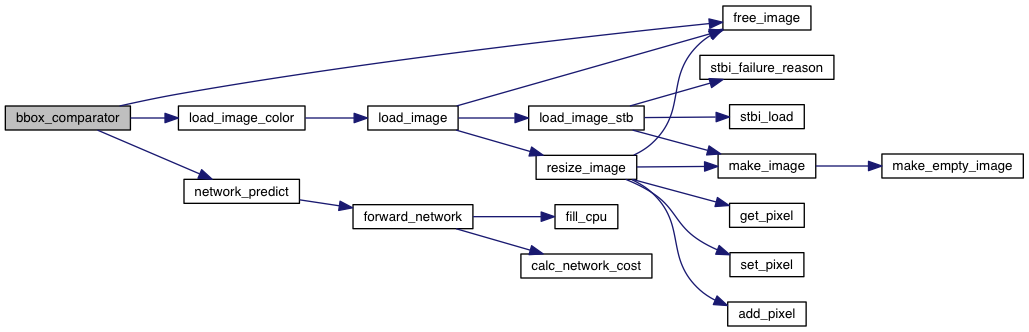 free_image
stbi_failure_reason
bbox_comparator
load_image_color
load_image
load_image_stb
stbi_load
resize_image
make_image
make_empty_image
network_predict
forward_network
fill_cpu
get_pixel
calc_network_cost
set_pixel
add_pixel